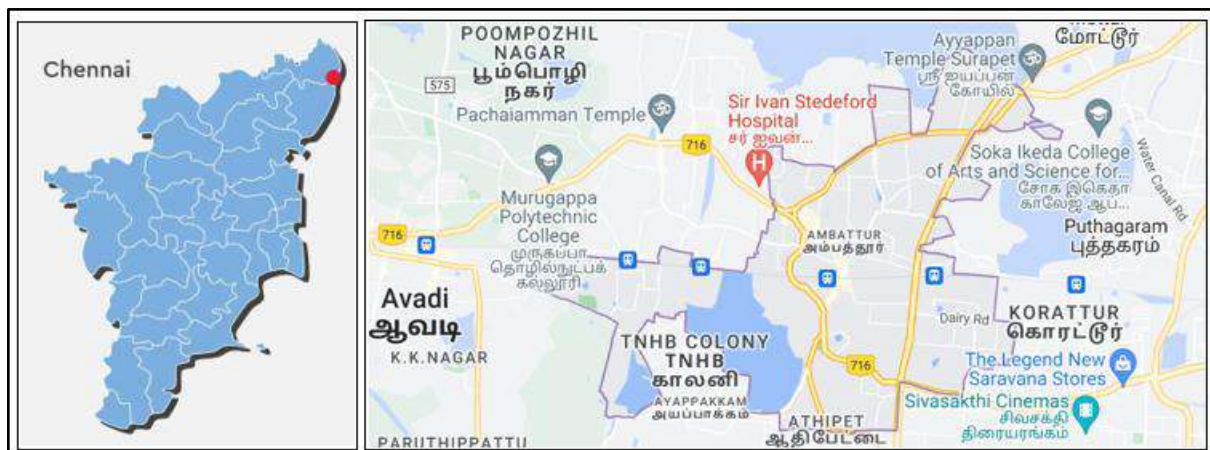 Chennai
POOMPOZHIL
NAGAR
பூம்பொழி
நகர்
575
Pachaiamman Temple
716
Sir Ivan Stedeford
Hospital
சர் ஐவன்...
Ayyappan
Temple Surapet
ஸ்ரீ ஐயப்பன்
கோயில்
மோட்டூர்
Soka Ikeda College
of Arts and Science for...
சோக இகெதா
காலேஜ் ஆப...
Water Canal Rd
Murugappa
Polytechnic
College
முருகப்பா
தொழில்நுட்பக்
கல்லூரி
716
AMBATTUR
அம்பத்தூர்
Puthagaram
புத்தகரம்
Avadi
ஆவடி
K.K.NAGAR
TNHB COLONY
TNHB
காலனி
AYAPPAKKAM
அயப்பாக்கம்
Dairy Rd
KORATTUR
கொரட்டூர்
716
The Legend New
Saravana Stores
Sivasakthi Cinemas
சிவசக்தி
திரையரங்கம்
ATHIPET
ஆதிபேட்டை
PARUTHIPPATTU